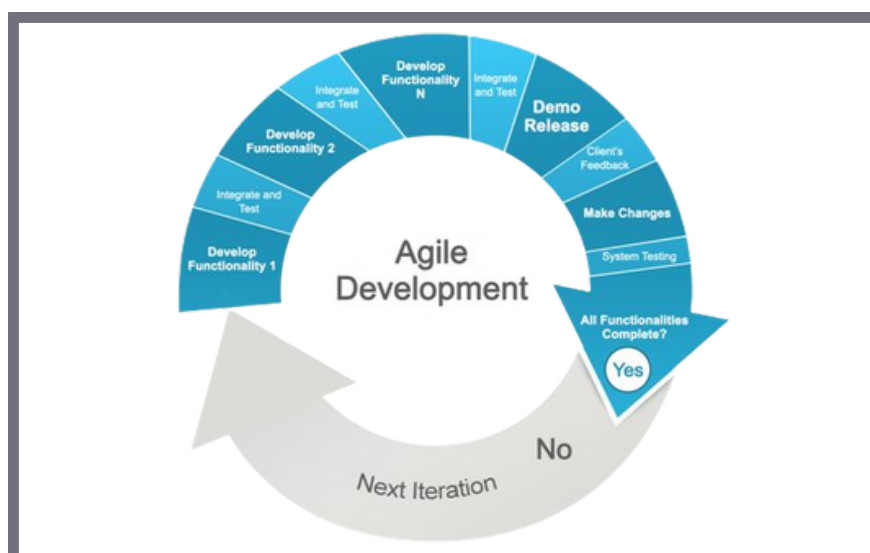 Develop
Functionality 1
Integrate and
Test
Develop
Functionality 2
Integrate
and Test
Develop
Functionality
N
Integrate
and Test
Demo
Release
Client's
Feedback
Make Changes
System Testing
All Functionalities
Complete?
Yes
No
Next Iteration
Agile
Development